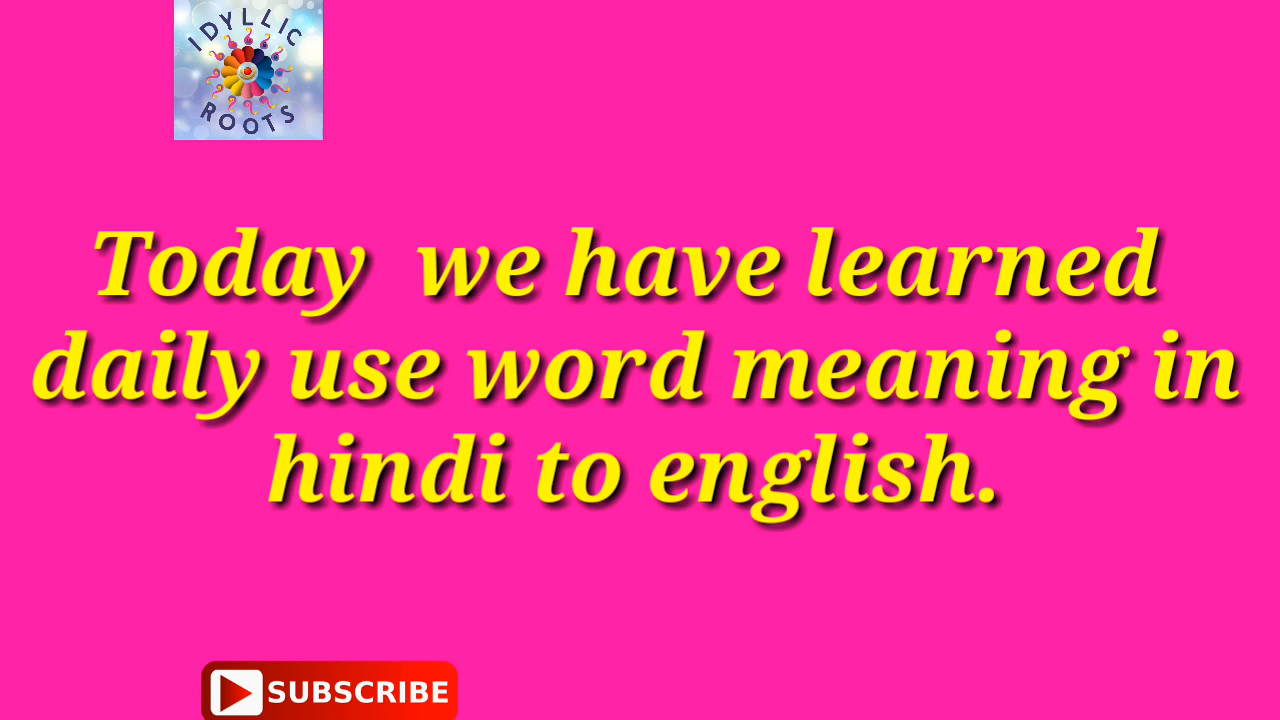 IDYLLIC
ROOTS
Today we have learned
daily use word meaning in
hindi to english.
SUBSCRIBE